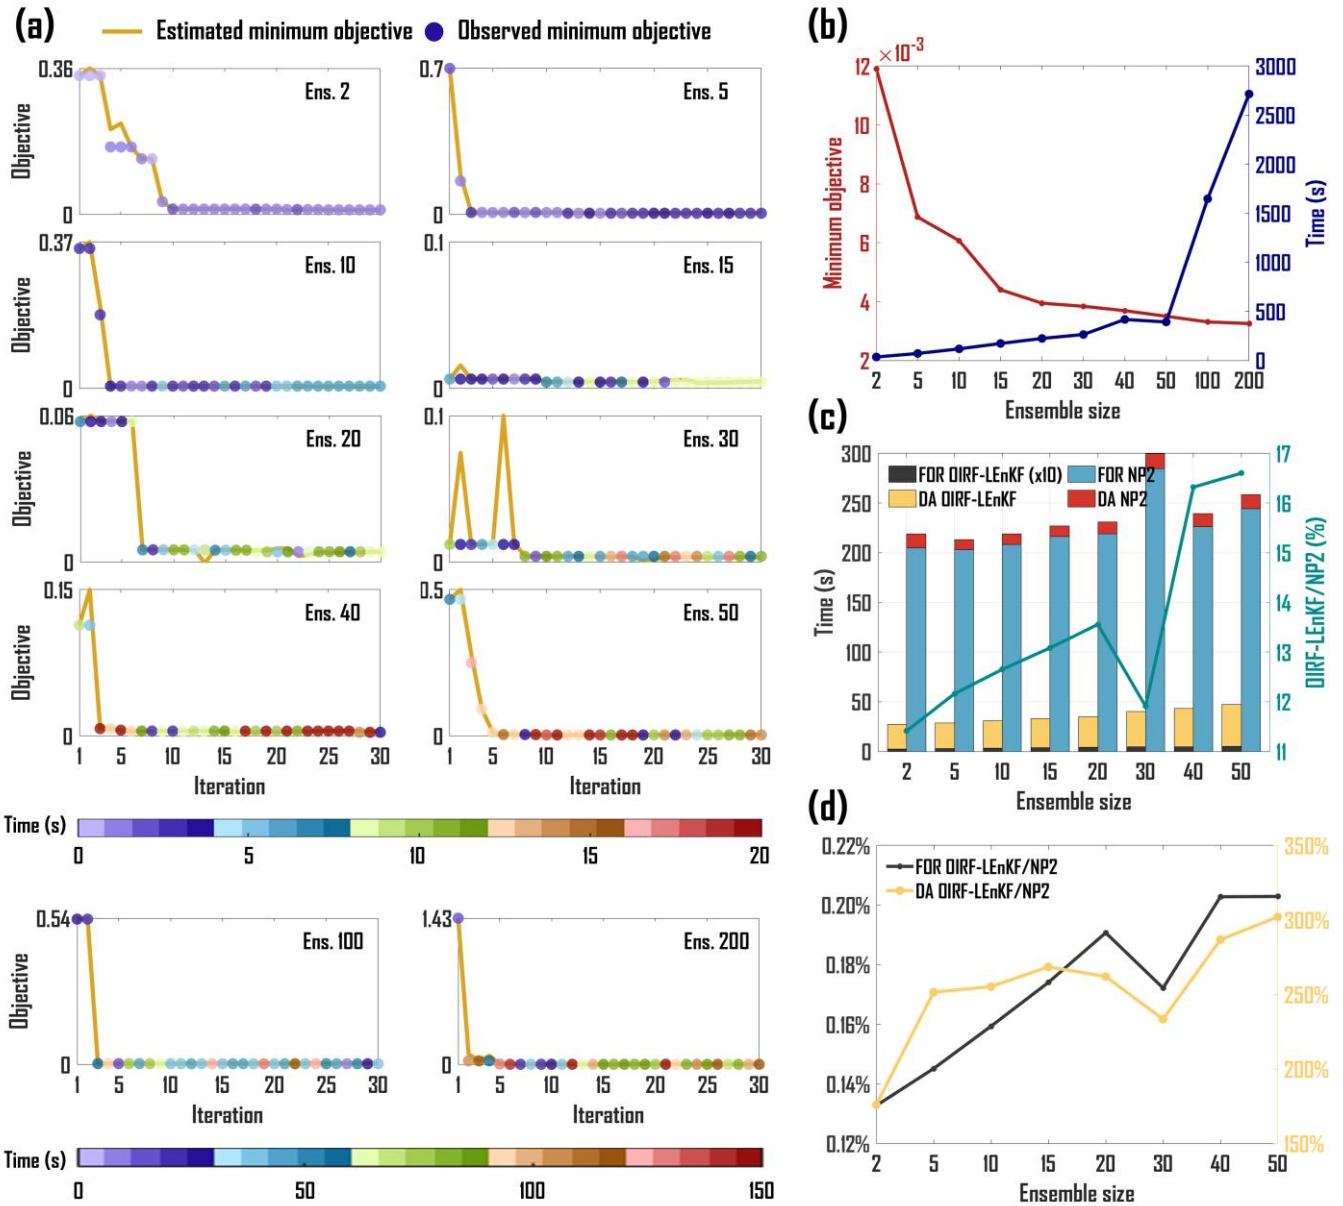 (a)
Estimated minimum objective
Observed minimum objective
0.36
Ens. 2
Objective
0
0.7
Ens. 5
0
0.37
Ens. 10
Objective
0
0.1
Ens. 15
0
0.06
Ens. 20
Objective
0
0.1
Ens. 30
0
0.15
Ens. 40
Objective
0
1 5 10 15 20 25 30
Iteration
0.5
Ens. 50
0
1 5 10 15 20 25 30
Iteration
Time (s)
0 5 10 15 20
0.54
Ens. 100
Objective
0
1 5 10 15 20 25 30
Iteration
1.43
Ens. 200
0
1 5 10 15 20 25 30
Iteration
Time (s)
0 50 100 150
(b)
12 ×10⁻³
10
8
6
4
2
Minimum objective
3000
2500
2000
1500
1000
500
0
Time (s)
2 5 10 15 20 30 40 50 100 200
Ensemble size
(c)
FOR OIRF-LEnKF (x10)
FOR NP2
DA OIRF-LEnKF
DA NP2
300
250
200
150
100
50
0
Time (s)
17
16
15
14
13
12
11
OIRF-LEnKF/NP2 (%)
2 5 10 15 20 30 40 50
Ensemble size
(d)
FOR OIRF-LEnKF/NP2
DA OIRF-LEnKF/NP2
0.22%
0.20%
0.18%
0.16%
0.14%
0.12%
350%
300%
250%
200%
150%
2 5 10 15 20 30 40 50
Ensemble size